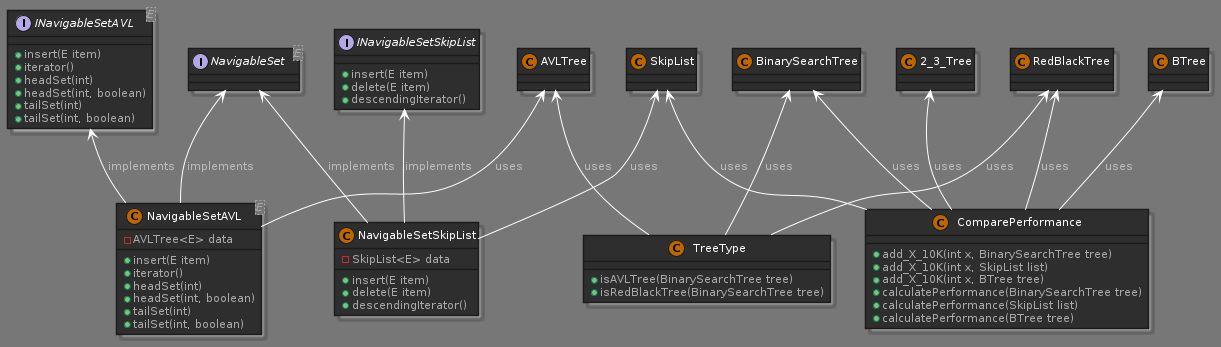 I INavigableSetAVL E
insert(E item)
iterator()
headSet(int)
headSet(int, boolean)
tailSet(int)
tailSet(int, boolean)
I NavigableSet E
I INavigableSetSkipList
insert(E item)
delete(E item)
descendingIterator()
C AVLTree
C SkipList
C BinarySearchTree
C 2_3_Tree
C RedBlackTree
C BTree
implements
implements
implements
implements
uses
uses
uses
uses
uses
uses
uses
uses
uses
uses
C NavigableSetAVL E
AVLTree<E> data
insert(E item)
iterator()
headSet(int)
headSet(int, boolean)
tailSet(int)
tailSet(int, boolean)
C NavigableSetSkipList
SkipList<E> data
insert(E item)
delete(E item)
descendingIterator()
C TreeType
isAVLTree(BinarySearchTree tree)
isRedBlackTree(BinarySearchTree tree)
C ComparePerformance
add_X_10K(int x, BinarySearchTree tree)
add_X_10K(int x, SkipList list)
add_X_10K(int x, BTree tree)
calculatePerformance(BinarySearchTree tree)
calculatePerformance(SkipList list)
calculatePerformance(BTree tree)